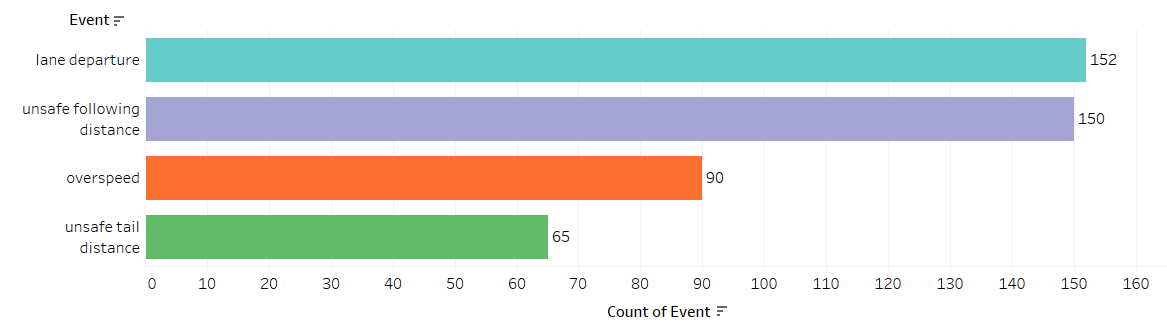 Event
lane departure
152
unsafe following
distance
150
overspeed
90
unsafe tail
distance
65
0 10 20 30 40 50 60 70 80 90 100 110 120 130 140 150 160
Count of Event